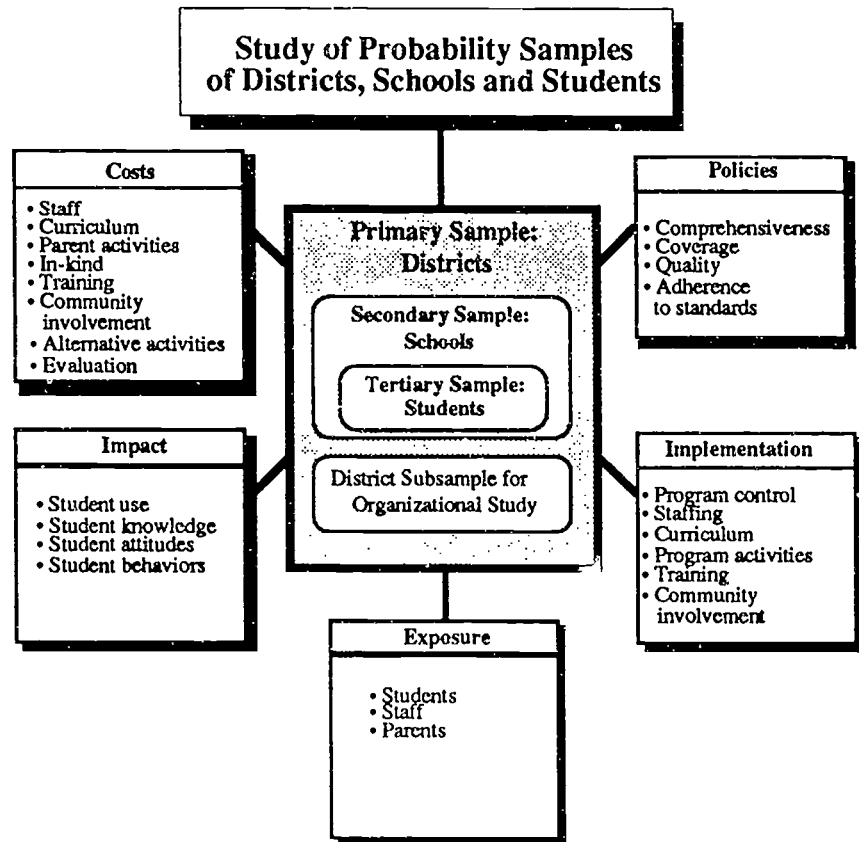 Study of Probability Samples
of Districts, Schools and Students
Costs
• Staff
• Curriculum
• Parent activities
• In-kind
• Training
• Community
involvement
• Alternative activities
• Evaluation
Primary Sample:
Districts
Secondary Sample:
Schools
Tertiary Sample:
Students
District Subsample for
Organizational Study
Policies
• Comprehensiveness
• Coverage
• Quality
• Adherence
to standards
Impact
• Student use
• Student knowledge
• Student attitudes
• Student behaviors
Implementation
• Program control
• Staffing
• Curriculum
• Program activities
• Training
• Community
involvement
Exposure
• Students
• Staff
• Parents